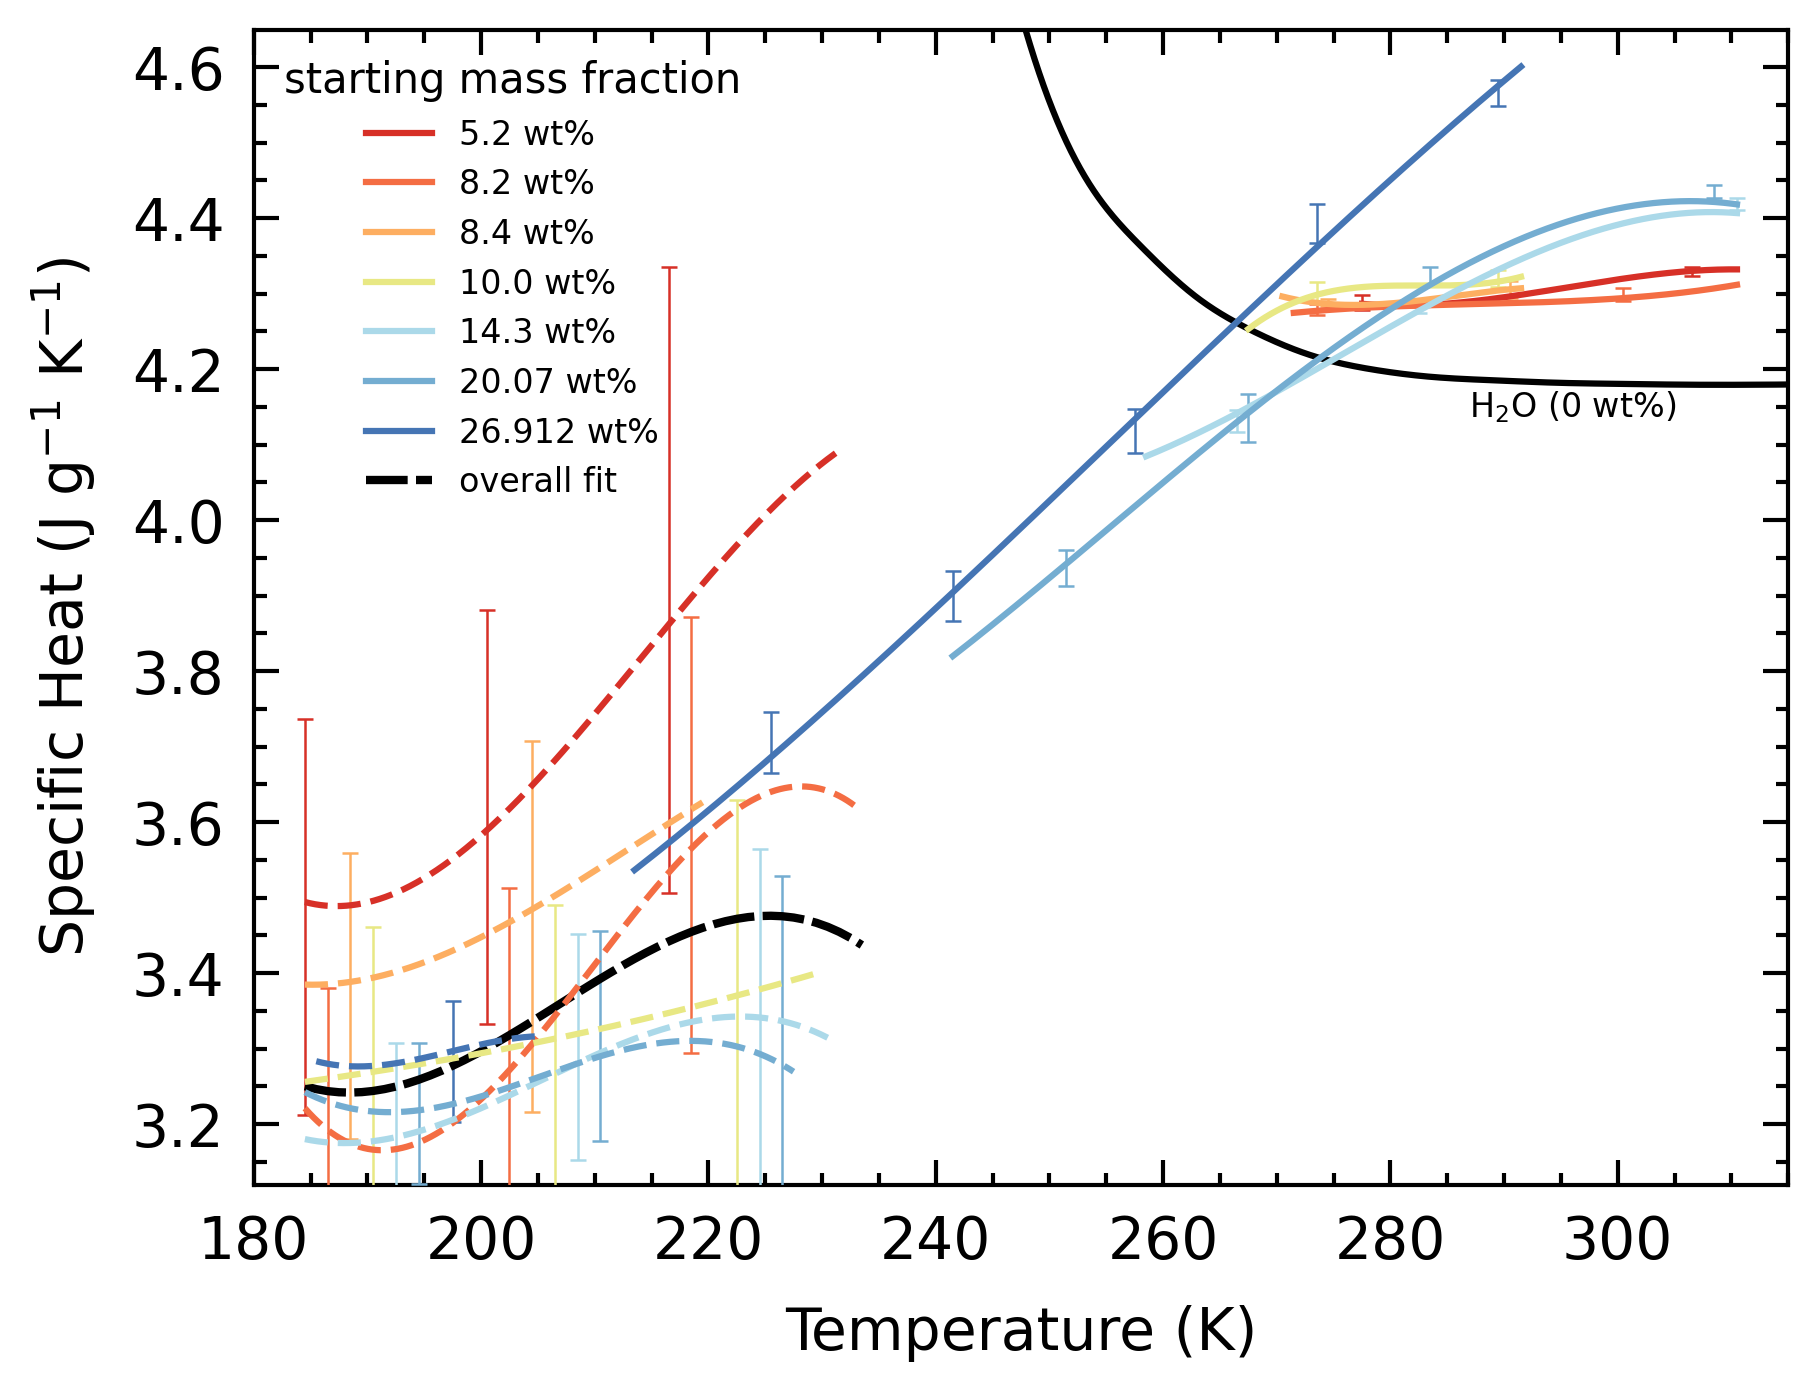 4.6
4.4
4.2
4.0
3.8
3.6
3.4
3.2
Specific Heat (J g⁻¹ K⁻¹)
starting mass fraction
5.2 wt%
8.2 wt%
8.4 wt%
10.0 wt%
14.3 wt%
20.07 wt%
26.912 wt%
overall fit
H₂O (0 wt%)
180 200 220 240 260 280 300
Temperature (K)